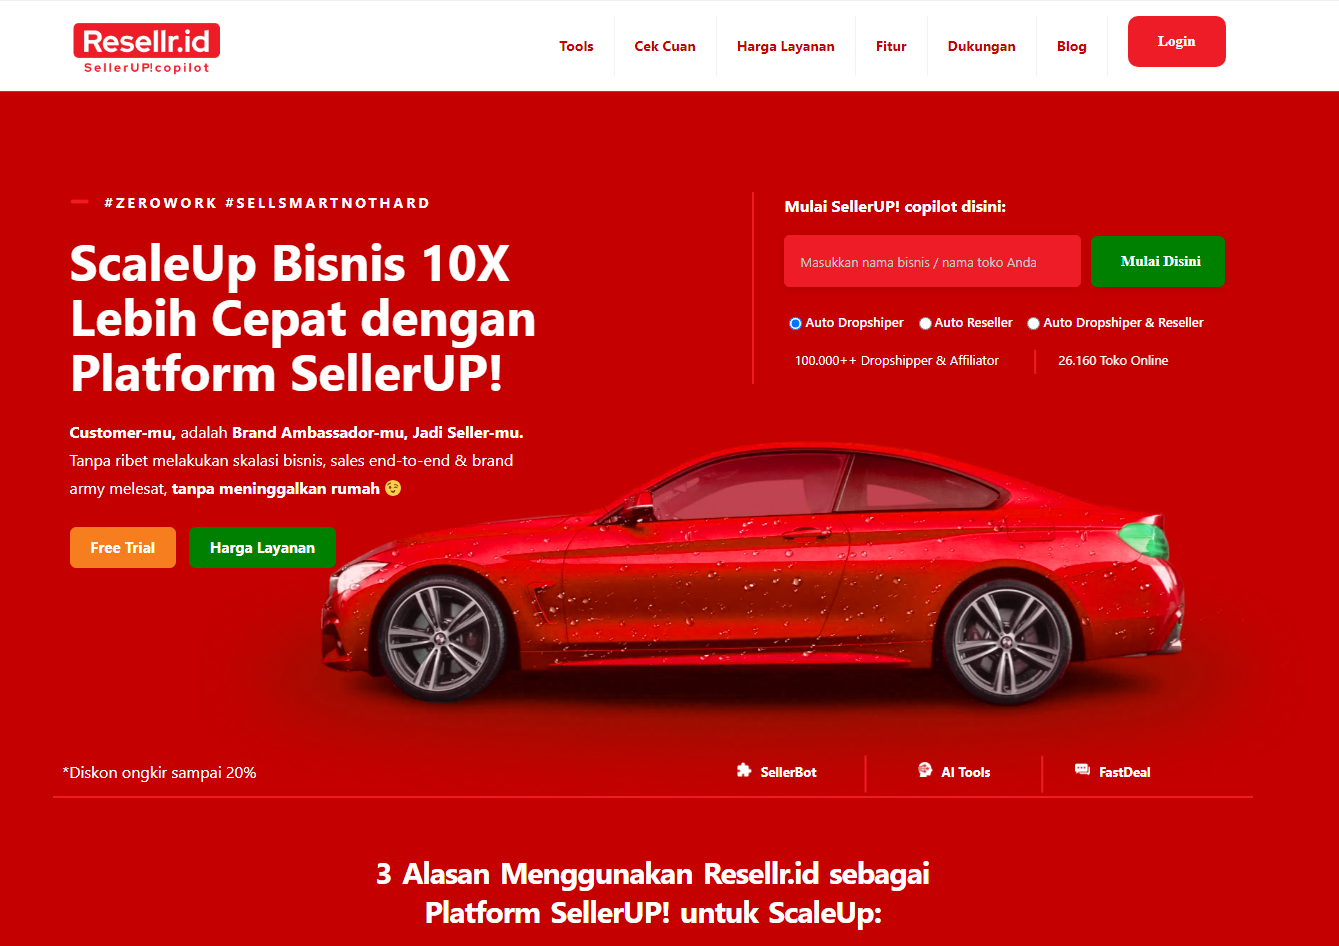 Resellr.id
SellerUP!copilot
Tools
Cek Cuan
Harga Layanan
Fitur
Dukungan
Blog
Login
#ZEROWORK #SELLSMARTNOTHARD
ScaleUp Bisnis 10X
Lebih Cepat dengan
Platform SellerUP!
Customer-mu, adalah Brand Ambassador-mu, Jadi Seller-mu.
Tanpa ribet melakukan skalasi bisnis, sales end-to-end & brand
army melesat, tanpa meninggalkan rumah 😉
Free Trial
Harga Layanan
Mulai SellerUP! copilot disini:
Masukkan nama bisnis / nama toko Anda
Mulai Disini
Auto Dropshiper
Auto Reseller
Auto Dropshiper & Reseller
100.000++ Dropshipper & Affiliator
26.160 Toko Online
*Diskon ongkir sampai 20%
SellerBot
AI Tools
FastDeal
3 Alasan Menggunakan Resellr.id sebagai
Platform SellerUP! untuk ScaleUp: